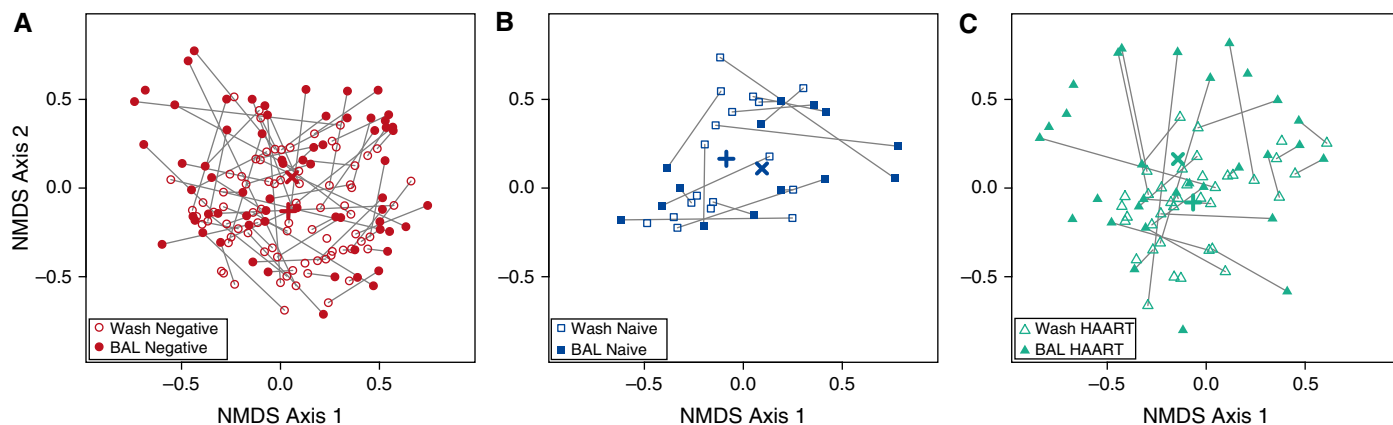 A
B
C
NMDS Axis 2
0.5
0.0
−0.5
−0.5
0.0
0.5
NMDS Axis 1
Wash Negative
BAL Negative
0.5
0.0
−0.5
−0.5
0.0
0.5
NMDS Axis 1
Wash Naive
BAL Naive
0.5
0.0
−0.5
−0.5
0.0
0.5
NMDS Axis 1
Wash HAART
BAL HAART